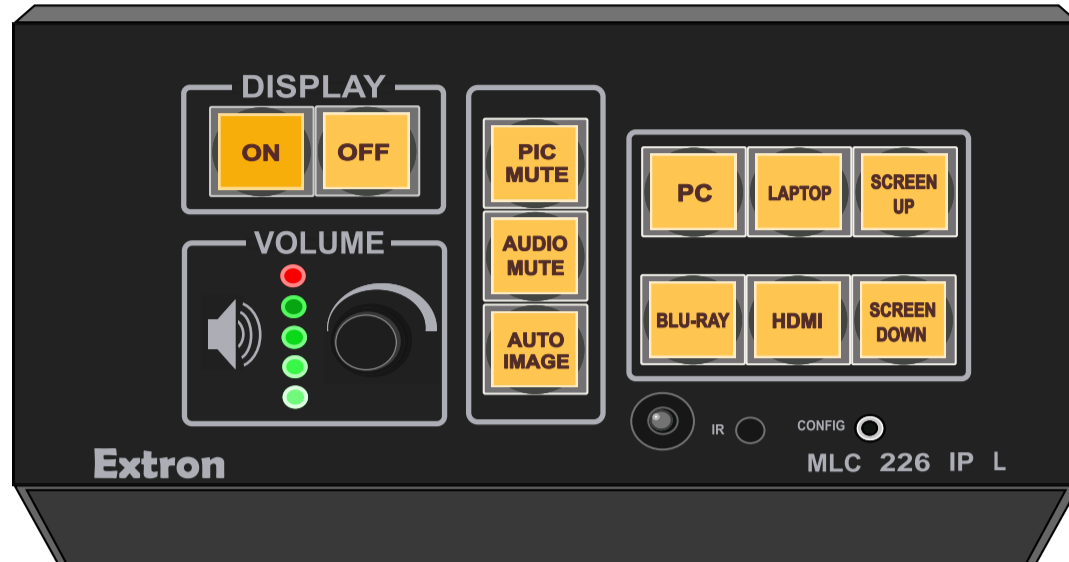 DISPLAY
ON
OFF
VOLUME
PIC
MUTE
AUDIO
MUTE
AUTO
IMAGE
PC
LAPTOP
SCREEN
UP
BLU-RAY
HDMI
SCREEN
DOWN
IR
CONFIG
Extron
MLC 226 IP L